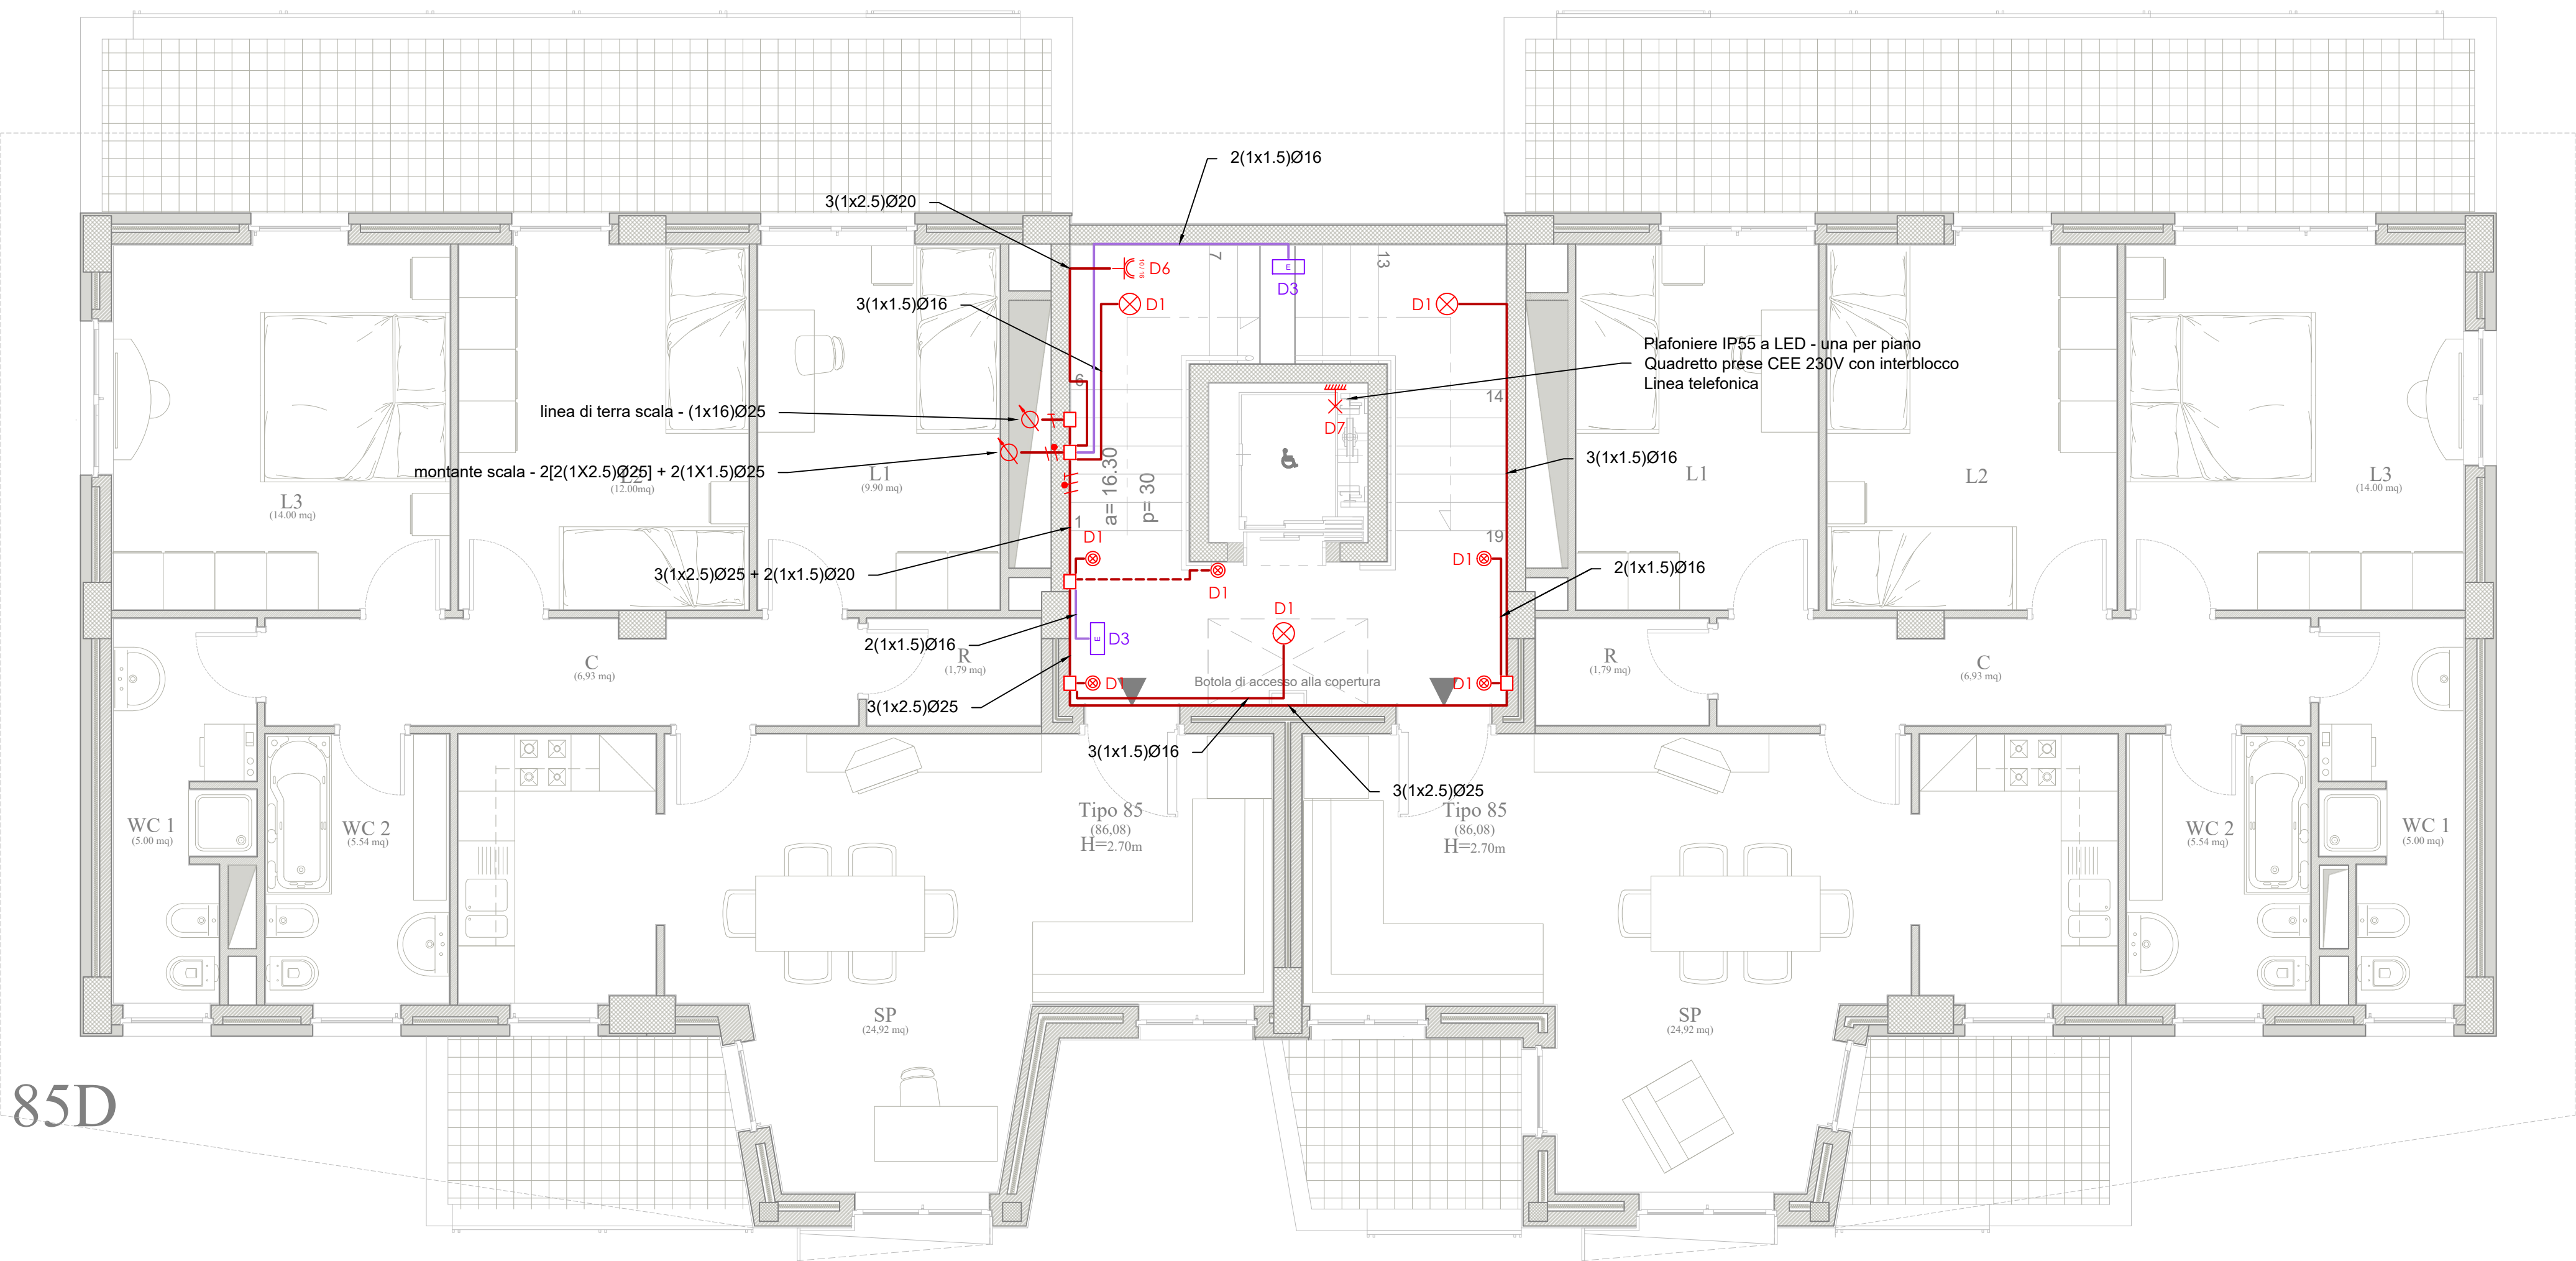 2(1x1.5)Ø16
3(1x2.5)Ø20
7
13
10 / 16
D6
E
D3
3(1x1.5)Ø16
D1
D1
Plafoniere IP55 a LED - una per piano
Quadretto prese CEE 230V con interblocco
Linea telefonica
6
14
linea di terra scala - (1x16)Ø25
D7
montante scala - 2[2(1X2.5)Ø25] + 2(1X1.5)Ø25
a= 16.30
p= 30
3(1x1.5)Ø16
L3
(14.00 mq)
L2
(12.00mq)
L1
(9.90 mq)
L1
L2
L3
(14.00 mq)
1
19
D1
D1
3(1x2.5)Ø25 + 2(1x1.5)Ø20
2(1x1.5)Ø16
D1
D1
E
D3
2(1x1.5)Ø16
C
(6,93 mq)
R
(1,79 mq)
R
(1,79 mq)
C
(6,93 mq)
D1
Botola di accesso alla copertura
D1
3(1x2.5)Ø25
3(1x1.5)Ø16
3(1x2.5)Ø25
Tipo 85
(86,08)
H=2.70m
Tipo 85
(86,08)
H=2.70m
WC 1
(5.00 mq)
WC 2
(5.54 mq)
WC 2
(5.54 mq)
WC 1
(5.00 mq)
SP
(24,92 mq)
SP
(24,92 mq)
85D